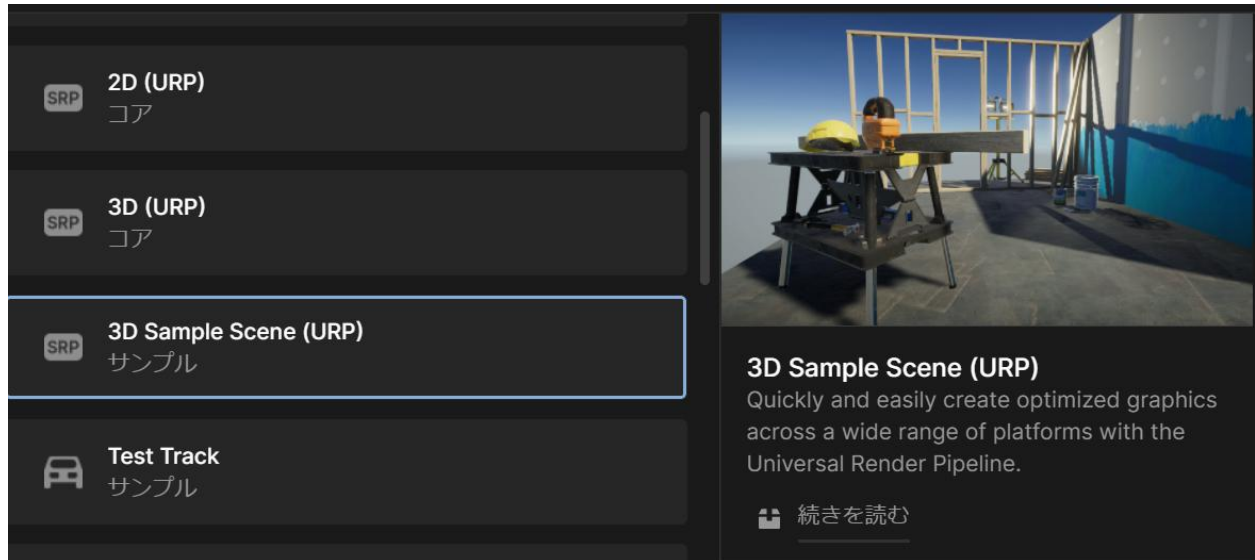 SRP
2D (URP)
コア
SRP
3D (URP)
コア
SRP
3D Sample Scene (URP)
サンプル
Test Track
サンプル
3D Sample Scene (URP)
Quickly and easily create optimized graphics
across a wide range of platforms with the
Universal Render Pipeline.
続きを読む